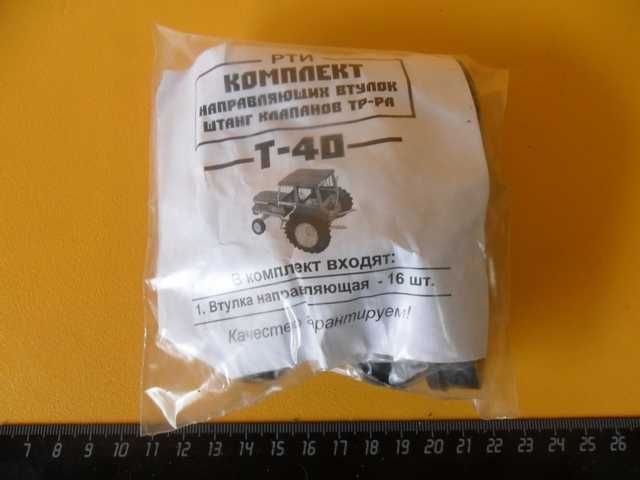 РТИ
КОМПЛЕКТ
НАПРАВЛЯЮЩИХ ВТУЛОК
ШТАНГ КЛАПАНОВ ТР-РА
Т-40
В КОМПЛЕКТ ВХОДЯТ:
1. Втулка направляющая - 16 шт.
Качество гарантируем!
7 8 9 10 11 12 13 14 15 16 17 18 19 20 21 22 23 24 25 26